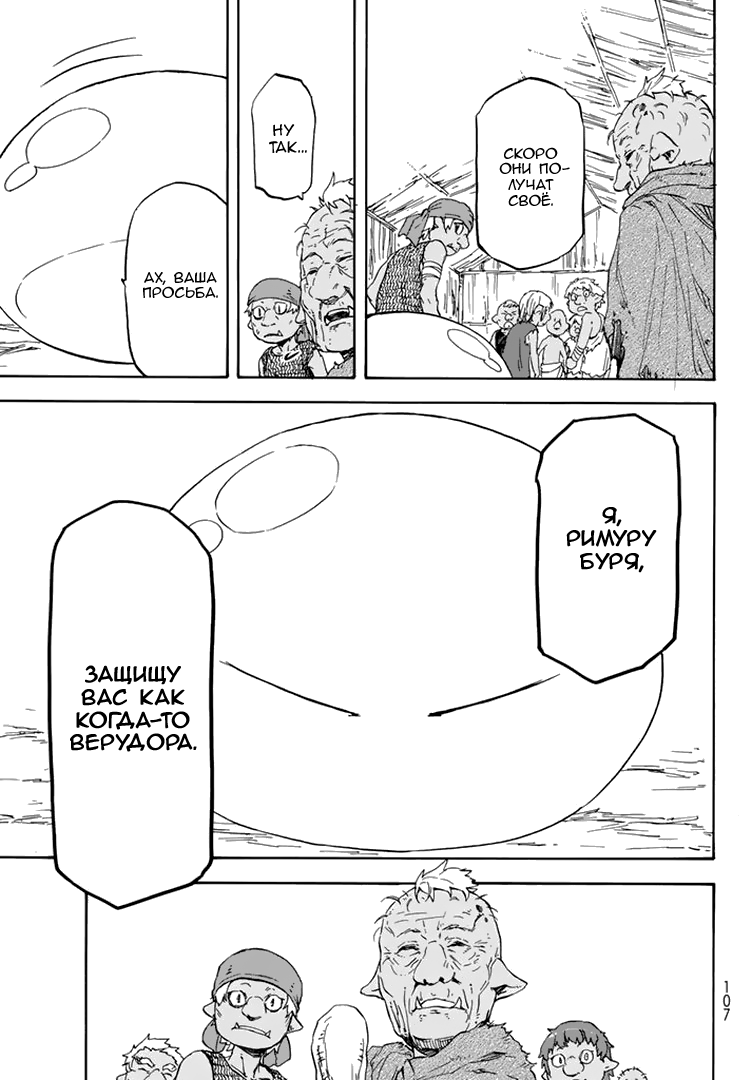 СКОРО
ОНИ ПО-
ЛУЧАТ
СВОЁ.
НУ
ТАК...
АХ, ВАША
ПРОСЬБА.
Я,
РИМУРУ
БУРЯ,
ЗАЩИЩУ
ВАС КАК
КОГДА-ТО
ВЕРУДОРА.
107